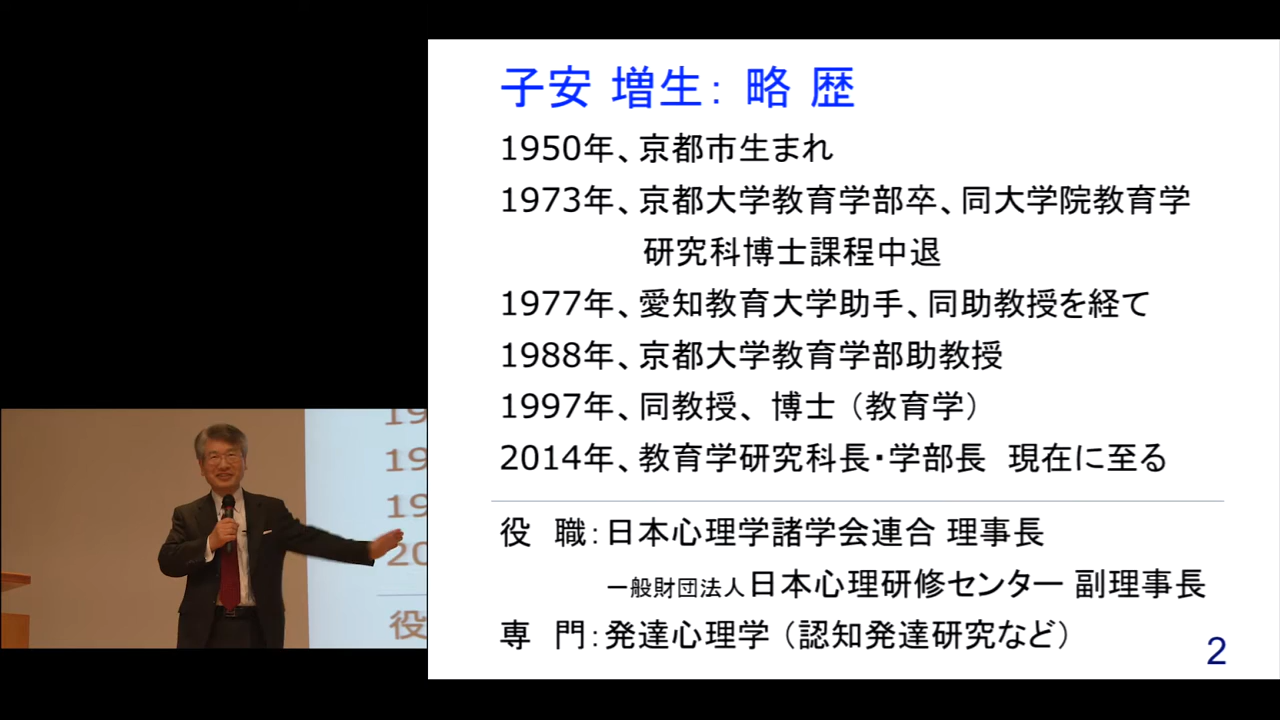 子安 増生： 略 歴
1950年、京都市生まれ
1973年、京都大学教育学部卒、同大学院教育学
研究科博士課程中退
1977年、愛知教育大学助手、同助教授を経て
1988年、京都大学教育学部助教授
1997年、同教授、博士（教育学）
2014年、教育学研究科長・学部長 現在に至る
役 職：日本心理学諸学会連合 理事長
一般財団法人日本心理研修センター 副理事長
専 門：発達心理学（認知発達研究など）
2
19
19
19
20
役